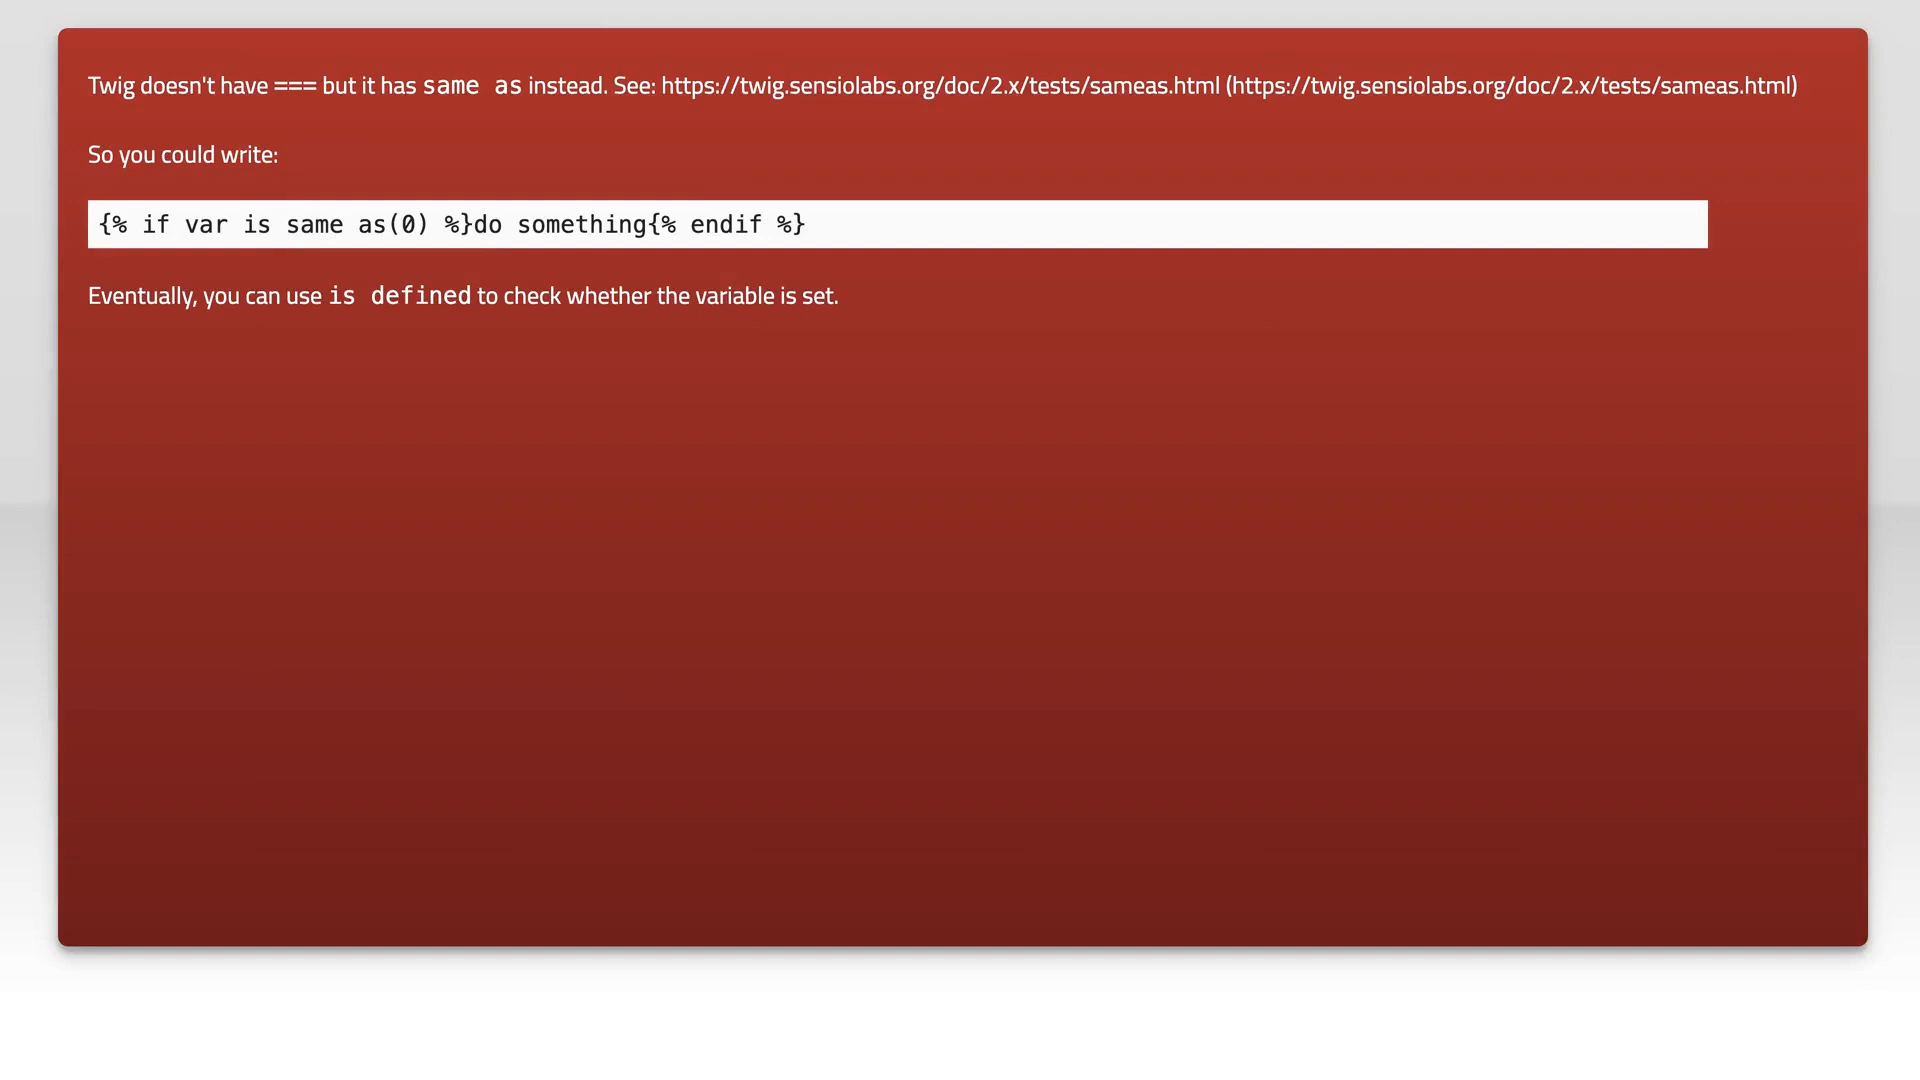 Twig doesn't have === but it has same as instead. See: https://twig.sensiolabs.org/doc/2.x/tests/sameas.html (https://twig.sensiolabs.org/doc/2.x/tests/sameas.html)
So you could write:
{% if var is same as(0) %}do something{% endif %}
Eventually, you can use is defined to check whether the variable is set.